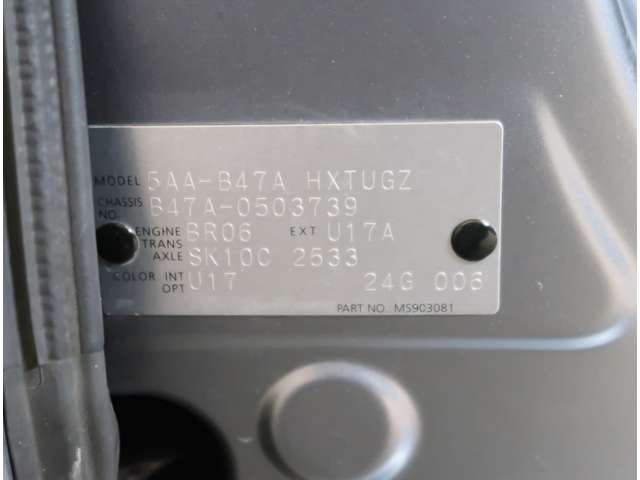 MODEL 5AA-B47A HXTUGZ
CHASSIS NO. B47A-0503739
ENGINE BR06 EXT U17A
TRANS AXLE SK10C 2533
COLOR INT OPT U17 24G 006
PART NO. MS903081